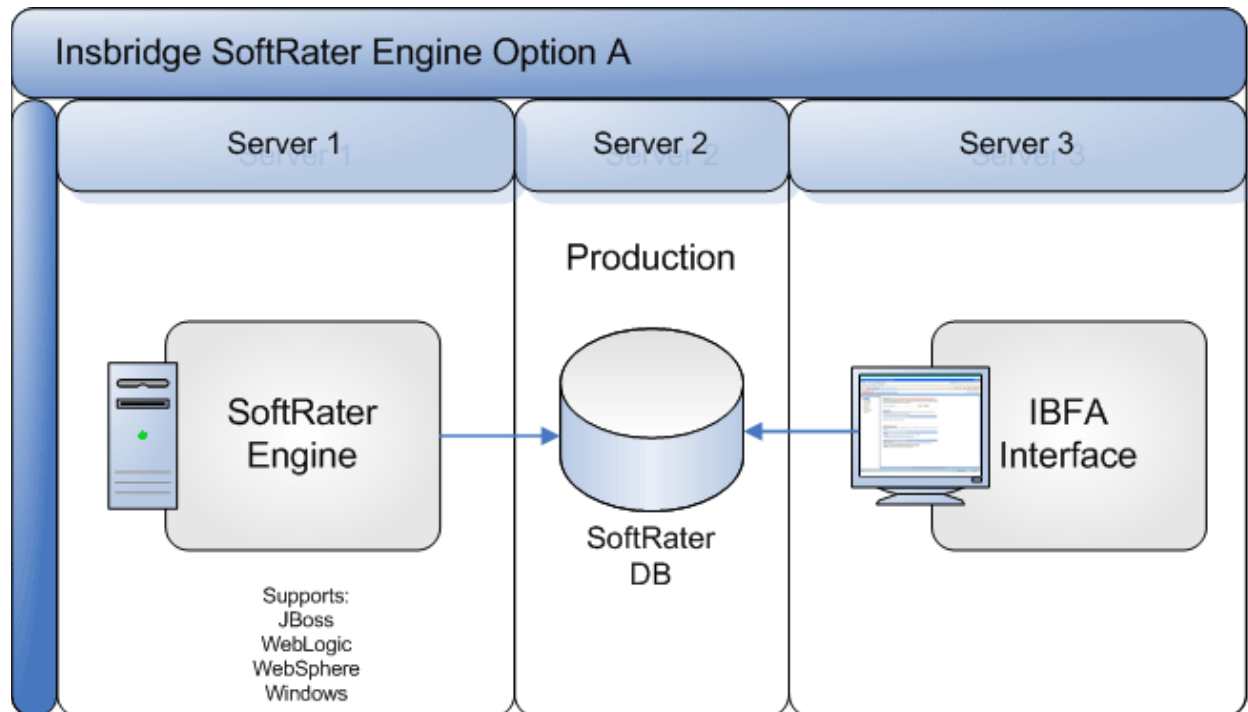 Insbridge SoftRater Engine Option A
Server 1
Server 2
Server 3
Production
SoftRater
Engine
SoftRater
DB
IBFA
Interface
Supports:
JBoss
WebLogic
WebSphere
Windows